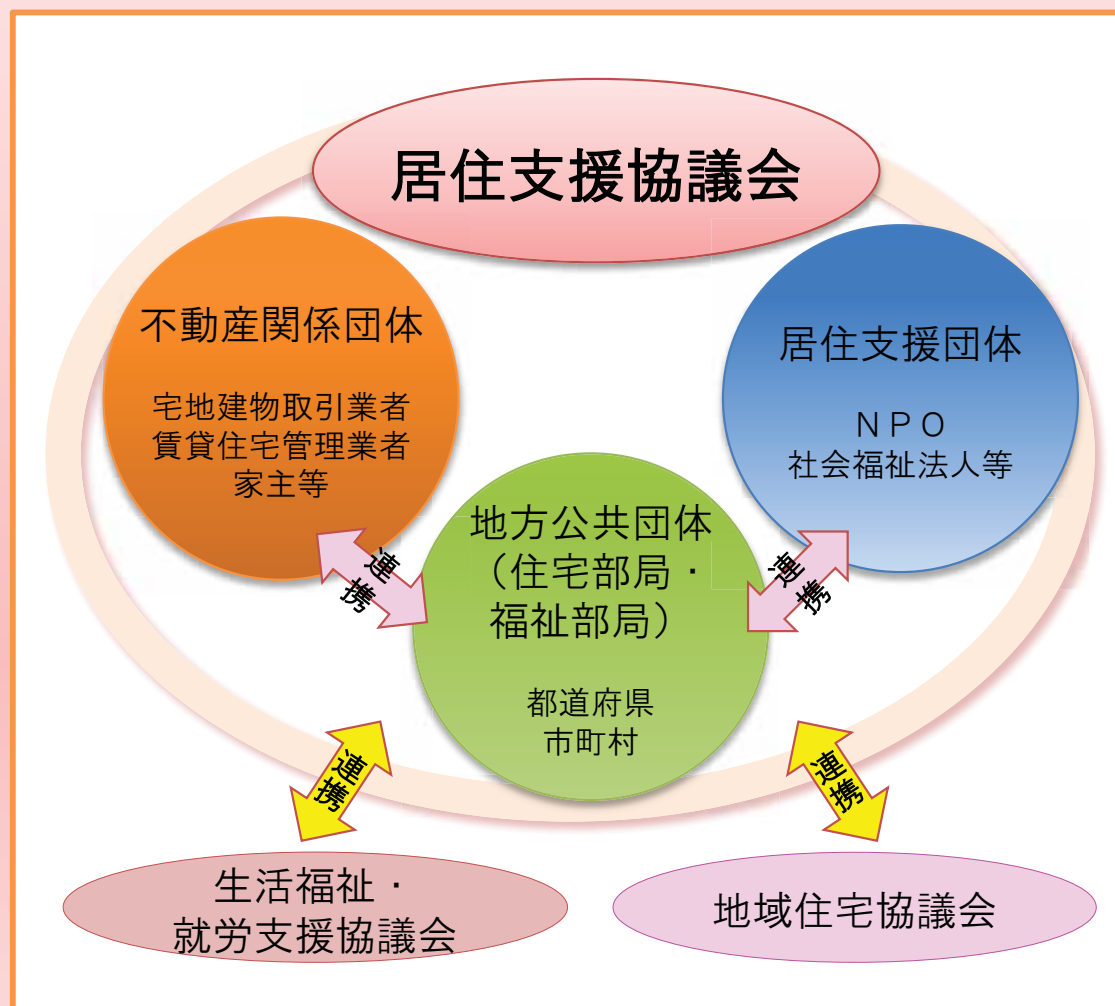 居住支援協議会
不動産関係団体
宅地建物取引業者
賃貸住宅管理業者
家主等
居住支援団体
ＮＰＯ
社会福祉法人等
地方公共団体
（住宅部局・
福祉部局）
都道府県
市町村
連携
連携
連携
連携
生活福祉・
就労支援協議会
地域住宅協議会